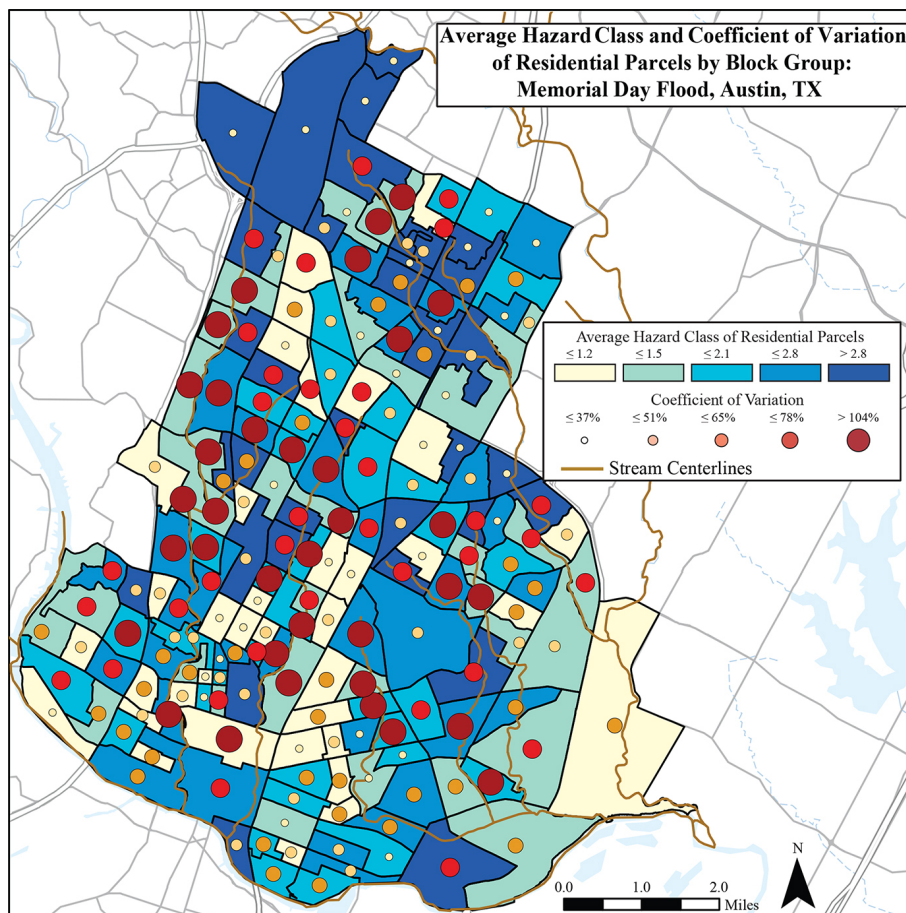 Average Hazard Class and Coefficient of Variation
of Residential Parcels by Block Group:
Memorial Day Flood, Austin, TX
Average Hazard Class of Residential Parcels
≤ 1.2 ≤ 1.5 ≤ 2.1 ≤ 2.8 > 2.8
Coefficient of Variation
≤ 37% ≤ 51% ≤ 65% ≤ 78% > 104%
Stream Centerlines
N
0.0 1.0 2.0
Miles